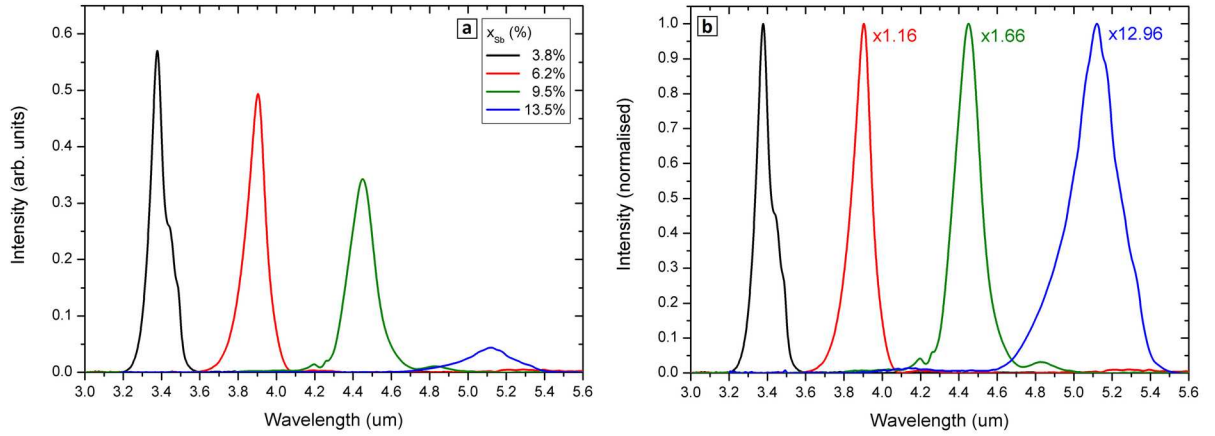 a
x_Sb (%)
3.8%
6.2%
9.5%
13.5%
Intensity (arb. units)
0.6
0.5
0.4
0.3
0.2
0.1
0.0
3.0 3.2 3.4 3.6 3.8 4.0 4.2 4.4 4.6 4.8 5.0 5.2 5.4 5.6
Wavelength (um)
b
x1.16
x1.66
x12.96
Intensity (normalised)
1.0
0.9
0.8
0.7
0.6
0.5
0.4
0.3
0.2
0.1
0.0
3.0 3.2 3.4 3.6 3.8 4.0 4.2 4.4 4.6 4.8 5.0 5.2 5.4 5.6
Wavelength (um)